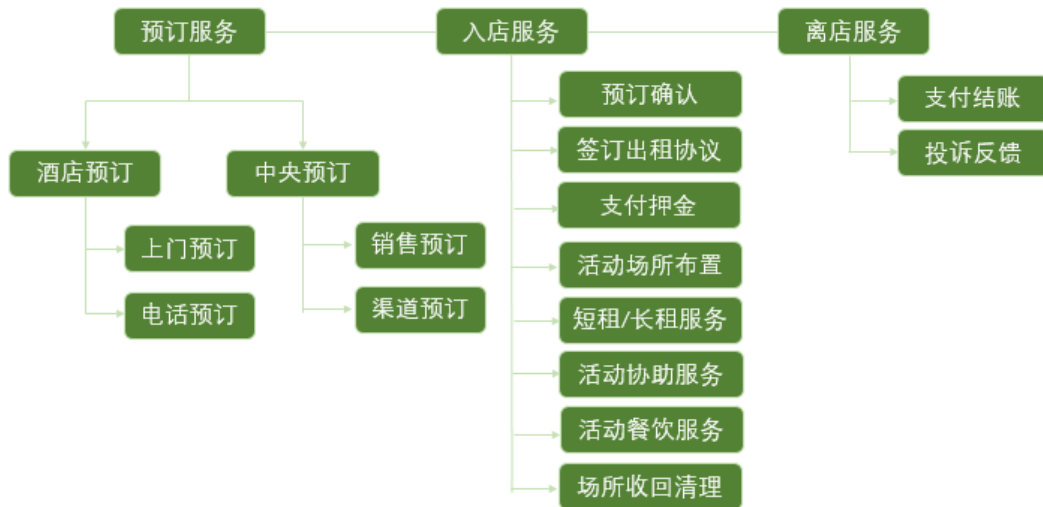 预订服务
入店服务
离店服务
酒店预订
中央预订
上门预订
电话预订
销售预订
渠道预订
预订确认
签订出租协议
支付押金
活动场所布置
短租/长租服务
活动协助服务
活动餐饮服务
场所收回清理
支付结账
投诉反馈